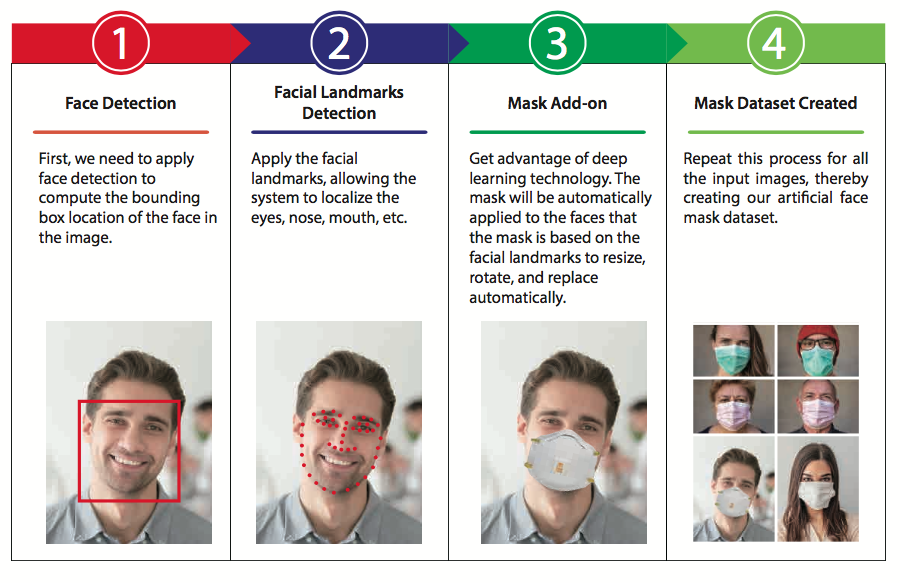 1
Face Detection
First, we need to apply
face detection to
compute the bounding
box location of the face in
the image.
2
Facial Landmarks
Detection
Apply the facial
landmarks, allowing the
system to localize the
eyes, nose, mouth, etc.
3
Mask Add-on
Get advantage of deep
learning technology. The
mask will be automatically
applied to the faces that
the mask is based on the
facial landmarks to resize,
rotate, and replace
automatically.
4
Mask Dataset Created
Repeat this process for all
the input images, thereby
creating our artificial face
mask dataset.